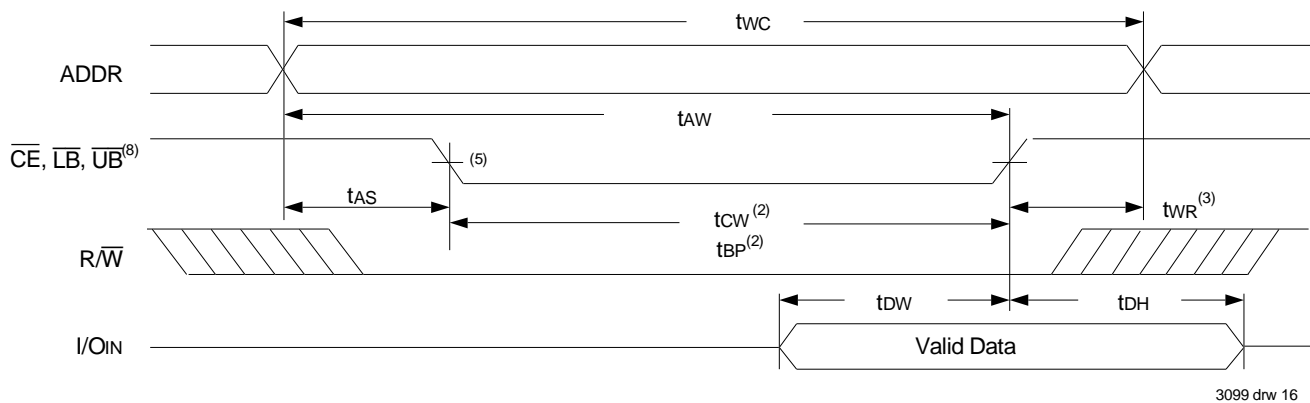 tWC
ADDR
tAW
CE, LB, UB(8)
(5)
tAS
tCW(2)
tWR(3)
tBP(2)
R/W
tDW
tDH
I/OIN
Valid Data
3099 drw 16